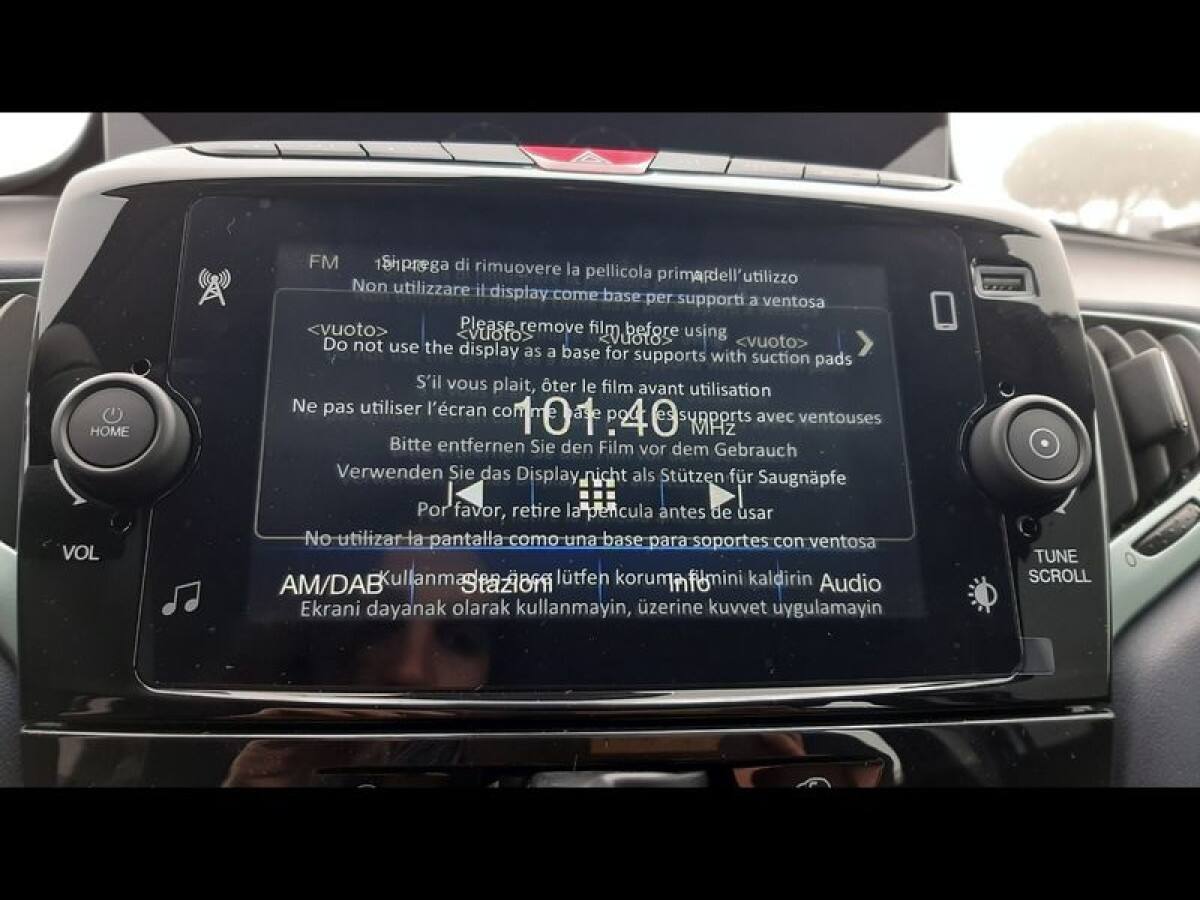 FM 101.40 AF
Si prega di rimuovere la pellicola prima dell'utilizzo
Non utilizzare il display come base per supporti a ventosa
<vuoto> <vuoto> <vuoto> <vuoto>
Please remove film before using
Do not use the display as a base for supports with suction pads
S'il vous plait, ôter le film avant utilisation
101.40 MHz
Ne pas utiliser l'écran comme base pour les supports avec ventouses
HOME
Bitte entfernen Sie den Film vor dem Gebrauch
Verwenden Sie das Display nicht als Stützen für Saugnäpfe
Por favor, retire la película antes de usar
No utilizar la pantalla como una base para soportes con ventosa
VOL
TUNE
SCROLL
Kullanmadan önce lütfen koruma filmini kaldirin
AM/DAB Stazioni Info Audio
Ekrani dayanak olarak kullanmayin, üzerine kuvvet uygulamayin